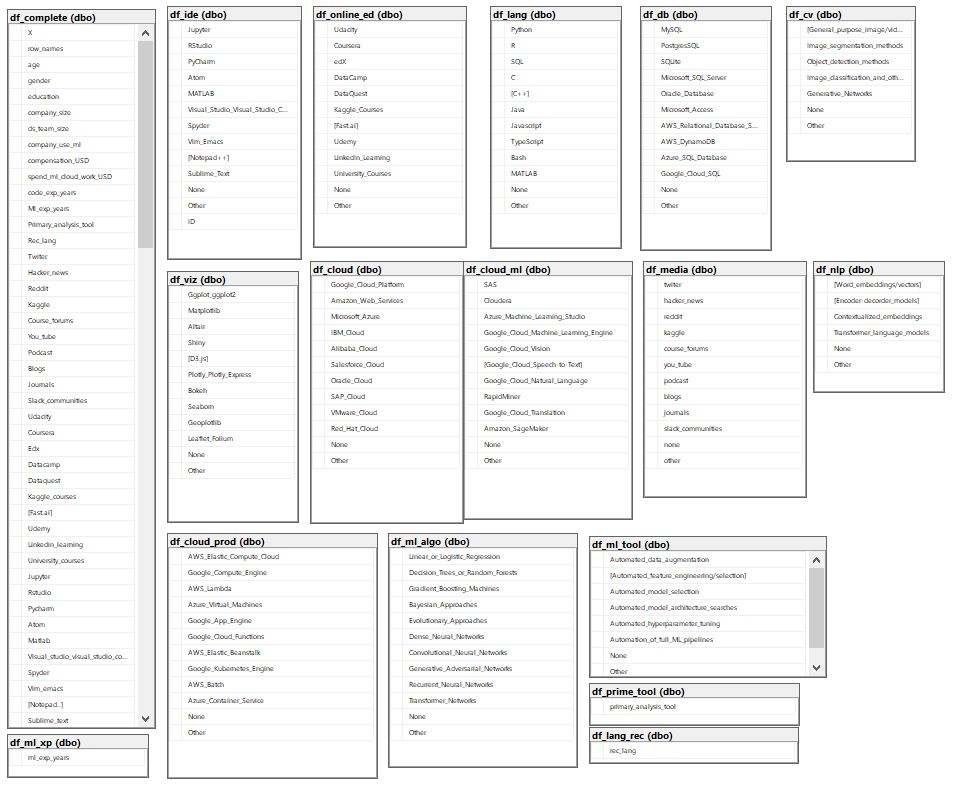 df_complete (dbo)
X
row_names
age
gender
education
company_size
ds_team_size
company_use_ml
compensation_USD
spend_ml_cloud_work_USD
code_exp_years
Ml_exp_years
Primary_analysis_tool
Rec_lang
Twiter
Hacker_news
Reddit
Kaggle
Course_forums
You_tube
Podcast
Blogs
Journals
Slack_communities
Udacity
Coursera
Edx
Datacamp
Dataquest
Kaggle_courses
[Fast.ai]
Udemy
Linkedin_learning
University_courses
Jupyter
Rstudio
Pycharm
Atom
Matlab
Visual_studio_visual_studio_co...
Spyder
Vim_emacs
[Notepad..]
Sublime_text
df_ml_xp (dbo)
ml_exp_years
df_ide (dbo)
Jupyter
RStudio
PyCharm
Atom
MATLAB
Visual_Studio_Visual_Studio_C...
Spyder
Vim_Emacs
[Notepad++]
Sublime_Text
None
Other
ID
df_online_ed (dbo)
Udacity
Coursera
edX
DataCamp
DataQuest
Kaggle_Courses
[Fast.ai]
Udemy
LinkedIn_Learning
University_Courses
None
Other
df_lang (dbo)
Python
R
SQL
C
[C++]
Java
Javascript
TypeScript
Bash
MATLAB
None
Other
df_db (dbo)
MySQL
PostgresSQL
SQLite
Microsoft_SQL_Server
Oracle_Database
Microsoft_Access
AWS_Relational_Database_S...
AWS_DynamoDB
Azure_SQL_Database
Google_Cloud_SQL
None
Other
df_cv (dbo)
[General_purpose_image/vid...
Image_segmentation_methods
Object_detection_methods
Image_classification_and_oth...
Generative_Networks
None
Other
df_viz (dbo)
Ggplot_ggplot2
Matplotlib
Altair
Shiny
[D3.js]
Plotly_Plotly_Express
Bokeh
Seaborn
Geoplotlib
Leaflet_Folium
None
Other
df_cloud (dbo)
Google_Cloud_Platform
Amazon_Web_Services
Microsoft_Azure
IBM_Cloud
Alibaba_Cloud
Salesforce_Cloud
Oracle_Cloud
SAP_Cloud
VMware_Cloud
Red_Hat_Cloud
None
Other
df_cloud_ml (dbo)
SAS
Cloudera
Azure_Machine_Learning_Studio
Google_Cloud_Machine_Learning_Engine
Google_Cloud_Vision
[Google_Cloud_Speech-to-Text]
Google_Cloud_Natural_Language
RapidMiner
Google_Cloud_Translation
Amazon_SageMaker
None
Other
df_media (dbo)
twiter
hacker_news
reddit
kaggle
course_forums
you_tube
podcast
blogs
journals
slack_communities
none
other
df_nlp (dbo)
[Word_embeddings/vectors]
[Encoder-decorder_models]
Contextualized_embeddings
Transformer_language_models
None
Other
df_cloud_prod (dbo)
AWS_Elastic_Compute_Cloud
Google_Compute_Engine
AWS_Lambda
Azure_Virtual_Machines
Google_App_Engine
Google_Cloud_Functions
AWS_Elastic_Beanstalk
Google_Kubernetes_Engine
AWS_Batch
Azure_Container_Service
None
Other
df_ml_algo (dbo)
Linear_or_Logistic_Regression
Decision_Trees_or_Random_Forests
Gradient_Boosting_Machines
Bayesian_Approaches
Evolutionary_Approaches
Dense_Neural_Networks
Convolutional_Neural_Networks
Generative_Adversarial_Networks
Recurrent_Neural_Networks
Transformer_Networks
None
Other
df_ml_tool (dbo)
Automated_data_augmentation
[Automated_feature_engineering/selection]
Automated_model_selection
Automated_model_architecture_searches
Automated_hyperparameter_tuning
Automation_of_full_ML_pipelines
None
Other
df_prime_tool (dbo)
primary_analysis_tool
df_lang_rec (dbo)
rec_lang